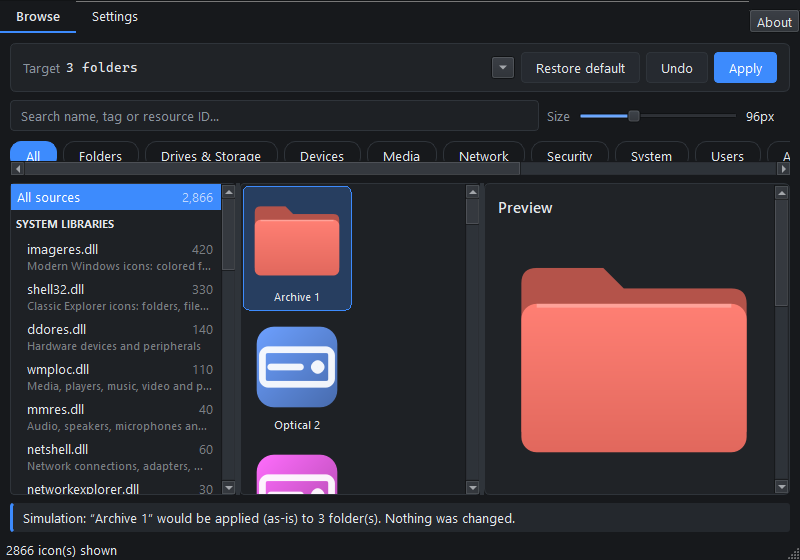 Browse Settings
About
Target 3 folders Restore default Undo Apply
Search name, tag or resource ID... Size 96px
All Folders Drives & Storage Devices Media Network Security System Users A
All sources 2,866
SYSTEM LIBRARIES
imageres.dll 420
Modern Windows icons: colored f...
shell32.dll 330
Classic Explorer icons: folders, file...
ddores.dll 140
Hardware devices and peripherals
wmploc.dll 110
Media, players, music, video and p...
mmres.dll 40
Audio, speakers, microphones an...
netshell.dll 60
Network connections, adapters, ...
networkexplorer.dll 30
Archive 1
Optical 2
Preview
Simulation: “Archive 1” would be applied (as-is) to 3 folder(s). Nothing was changed.
2866 icon(s) shown